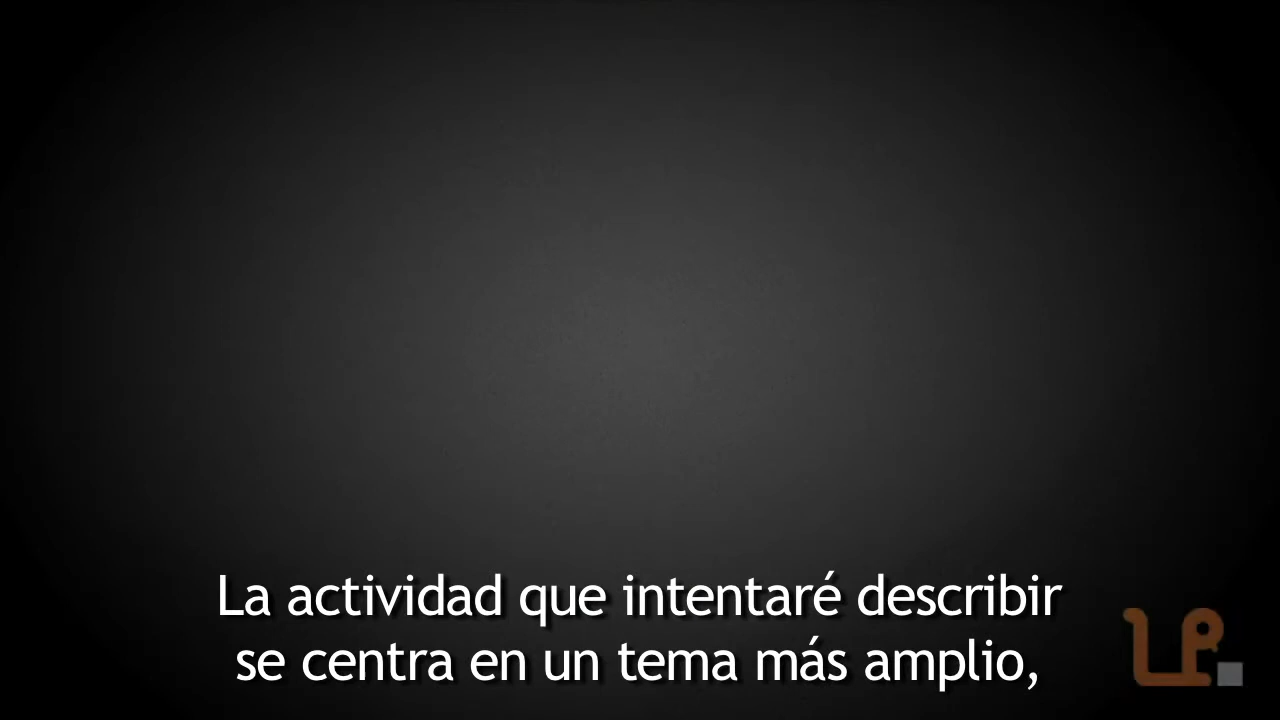 La actividad que intentaré describir
se centra en un tema más amplio,